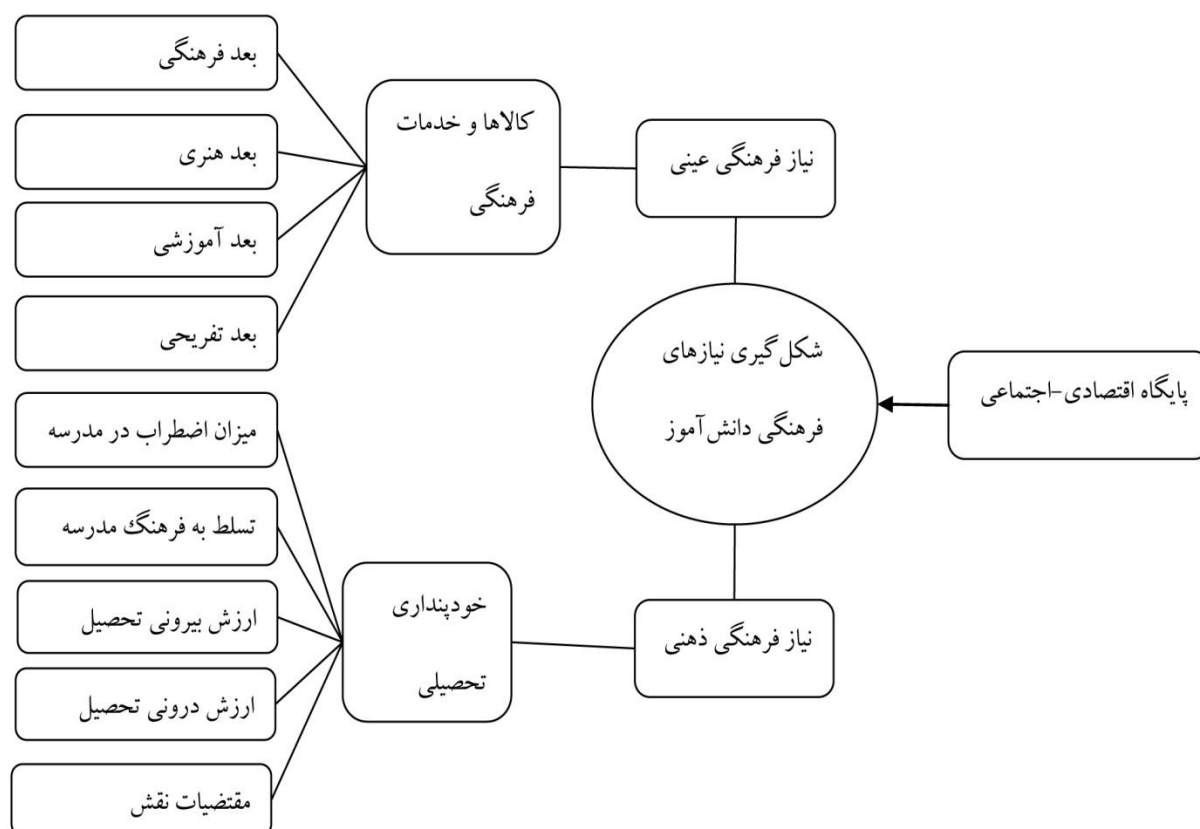 پایگاه اقتصادی-اجتماعی
شکل‌گیری نیازهای
فرهنگی دانش‌آموز
نیاز فرهنگی عینی
کالاها و خدمات
فرهنگی
بعد فرهنگی
بعد هنری
بعد آموزشی
بعد تفریحی
نیاز فرهنگی ذهنی
خودپنداری
تحصیلی
میزان اضطراب در مدرسه
تسلط به فرهنگ مدرسه
ارزش بیرونی تحصیل
ارزش درونی تحصیل
مقتضیات نقش